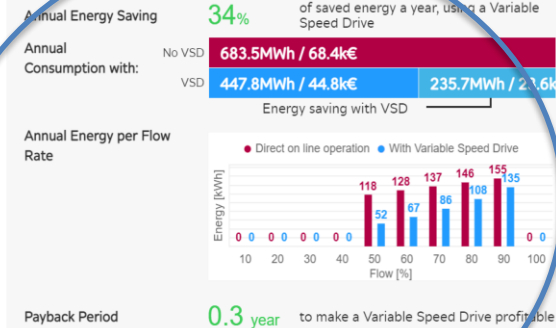 Annual Energy Saving 34% of saved energy a year, using a Variable
Speed Drive
Annual
Consumption with:
No VSD 683.5MWh / 68.4k€
VSD 447.8MWh / 44.8k€ 235.7MWh / 23.6k
Energy saving with VSD
Annual Energy per Flow
Rate
Direct on line operation With Variable Speed Drive
Energy [kWh]
0 0 0 0 0 0 0 0 118 52 128 67 137 86 146 108 155 135 0 0
10 20 30 40 50 60 70 80 90 100
Flow [%]
Payback Period 0.3 year to make a Variable Speed Drive profitable